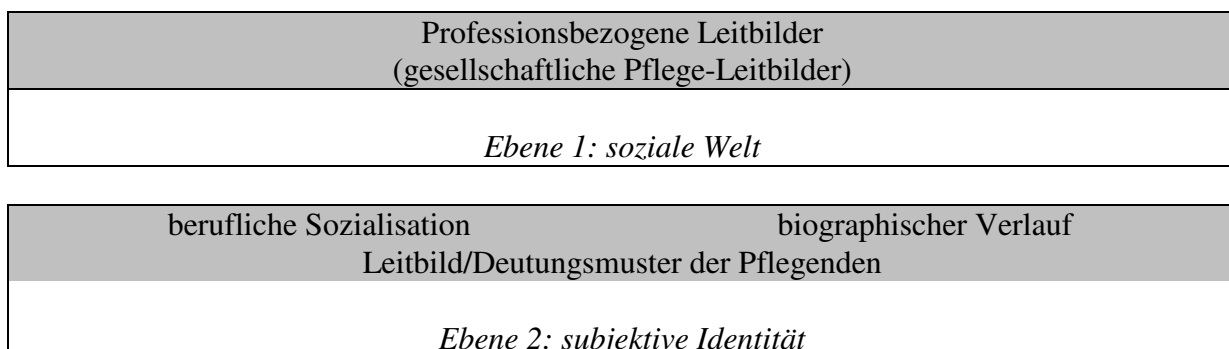 Professionsbezogene Leitbilder
(gesellschaftliche Pflege-Leitbilder)
Ebene 1: soziale Welt
berufliche Sozialisation biographischer Verlauf
Leitbild/Deutungsmuster der Pflegenden
Ebene 2: subjektive Identität